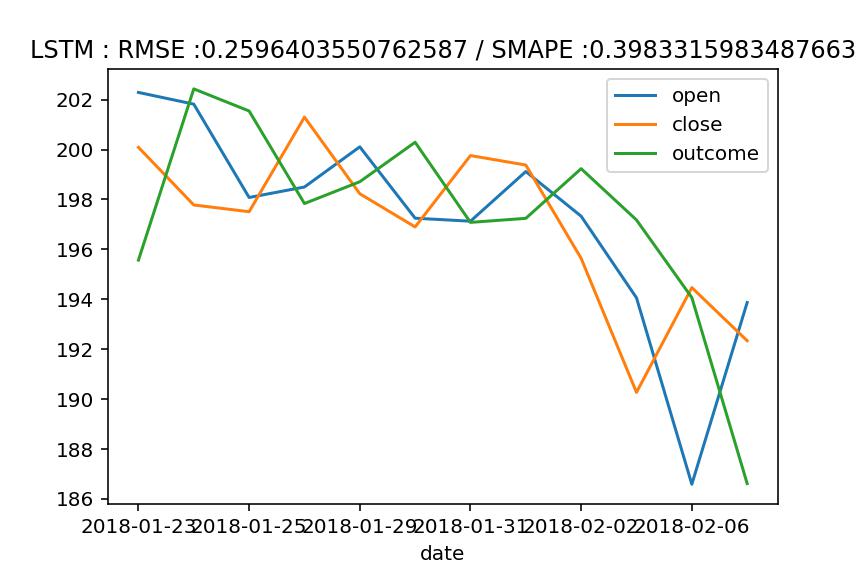 LSTM : RMSE :0.2596403550762587 / SMAPE :0.3983315983487663
open
close
outcome
202
200
198
196
194
192
190
188
186
2018-01-23 2018-01-25 2018-01-29 2018-01-31 2018-02-02 2018-02-06
date